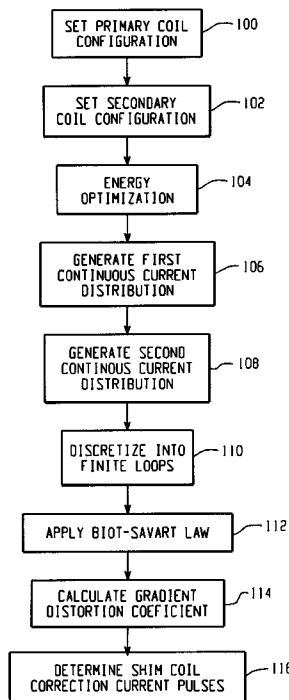 SET PRIMARY COIL
CONFIGURATION
100
SET SECONDARY
COIL CONFIGURATION
102
ENERGY
OPTIMIZATION
104
GENERATE FIRST
CONTINUOUS CURRENT
DISTRIBUTION
106
GENERATE SECOND
CONTINOUS CURRENT
DISTRIBUTION
108
DISCRETIZE INTO
FINITE LOOPS
110
APPLY BIOT-SAVART LAW
112
CALCULATE GRADIENT
DISTORTION COEFICIENT
114
DETERMINE SHIM COIL
CORRECTION CURRENT PULSES
116